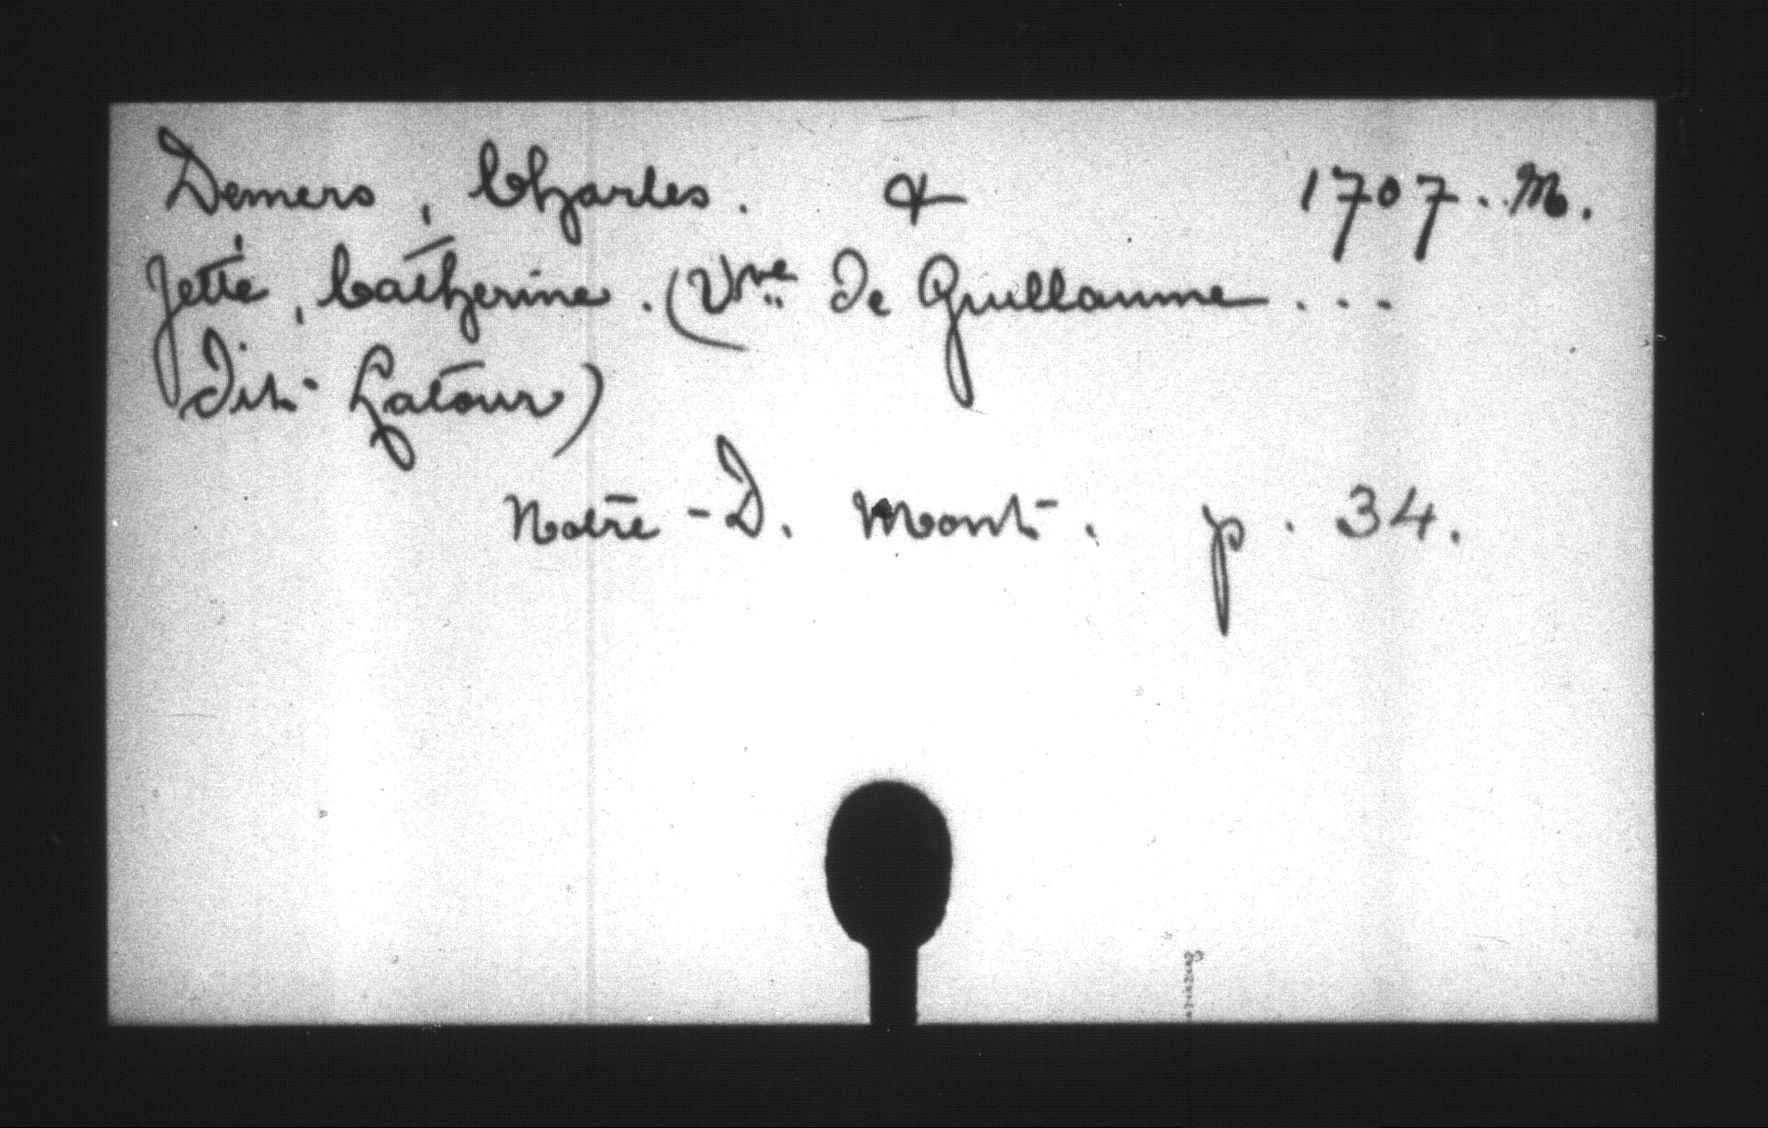 Demers, Charles. & 1707. M.
Jetté, Catherine. (Vve de Guillaume ...
dit Latour)
Notre-D. Mont. p. 34.